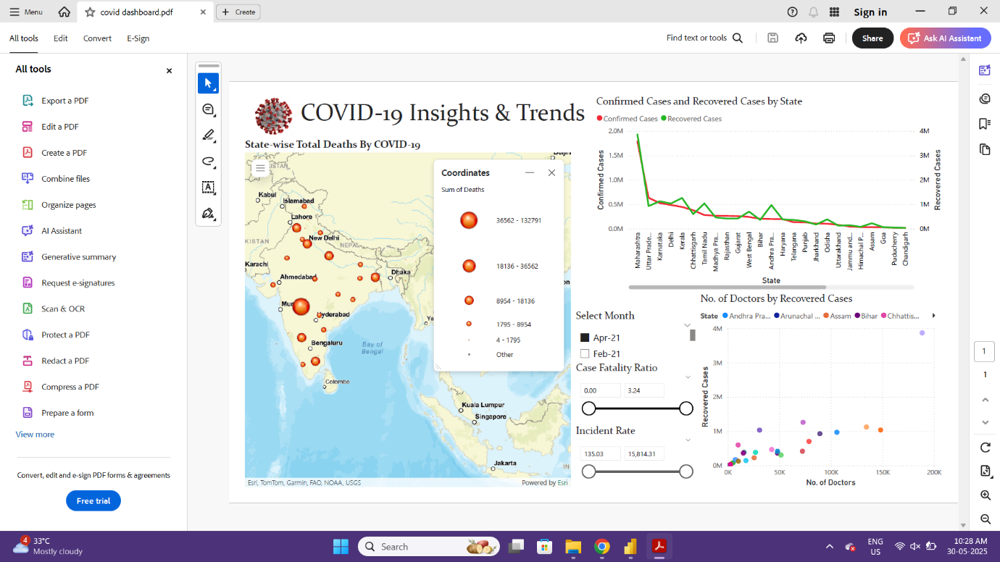 Menu
covid dashboard.pdf
Create
Sign in
All tools
Edit
Convert
E-Sign
Find text or tools
Share
Ask AI Assistant
All tools
Export a PDF
Edit a PDF
Create a PDF
Combine files
Organize pages
AI Assistant
Generative summary
Request e-signatures
Scan & OCR
Protect a PDF
Redact a PDF
Compress a PDF
Prepare a form
View more
Convert, edit and e-sign PDF forms & agreements
Free trial
COVID-19 Insights & Trends
State-wise Total Deaths By COVID-19
Kabul
Islamabad
Lahore
KISTAN
New Delhi
NEPAL
Karachi
Ahmedabad
Dhaka
Mum
Hyderabad
Bay of
Bengal
Bengaluru
Colombo
Kuala Lumpur
Singapore
Jakarta
IN
Esri, TomTom, Garmin, FAO, NOAA, USGS
Powered by Esri
Coordinates
Sum of Deaths
36562 - 132791
18136 - 36562
8954 - 18136
1795 - 8954
4 - 1795
Other
Confirmed Cases and Recovered Cases by State
Confirmed Cases Recovered Cases
2.0M
1.5M
1.0M
0.5M
0.0M
Confirmed Cases
4M
3M
2M
1M
0M
Recovered Cases
Maharashtra
Uttar Prade...
Karnataka
Delhi
Kerala
Chhattisgarh
Tamil Nadu
Madhya Pra...
Rajasthan
Gujarat
West Bengal
Bihar
Andhra Pra...
Haryana
Telangana
Punjab
Jharkhand
Odisha
Uttarakhand
Jammu and...
Himachal P...
Assam
Goa
Puducherry
Chandigarh
State
Select Month
Apr-21
Feb-21
Case Fatality Ratio
0.00
3.24
Incident Rate
135.03
15,814.31
No. of Doctors by Recovered Cases
State Andhra Pra... Arunachal ... Assam Bihar Chhattis...
4M
3M
2M
1M
0M
Recovered Cases
0K
50K
100K
150K
200K
No. of Doctors
1
1
4
33°C
Mostly cloudy
Search
ENG
US
10:28 AM
30-05-2025